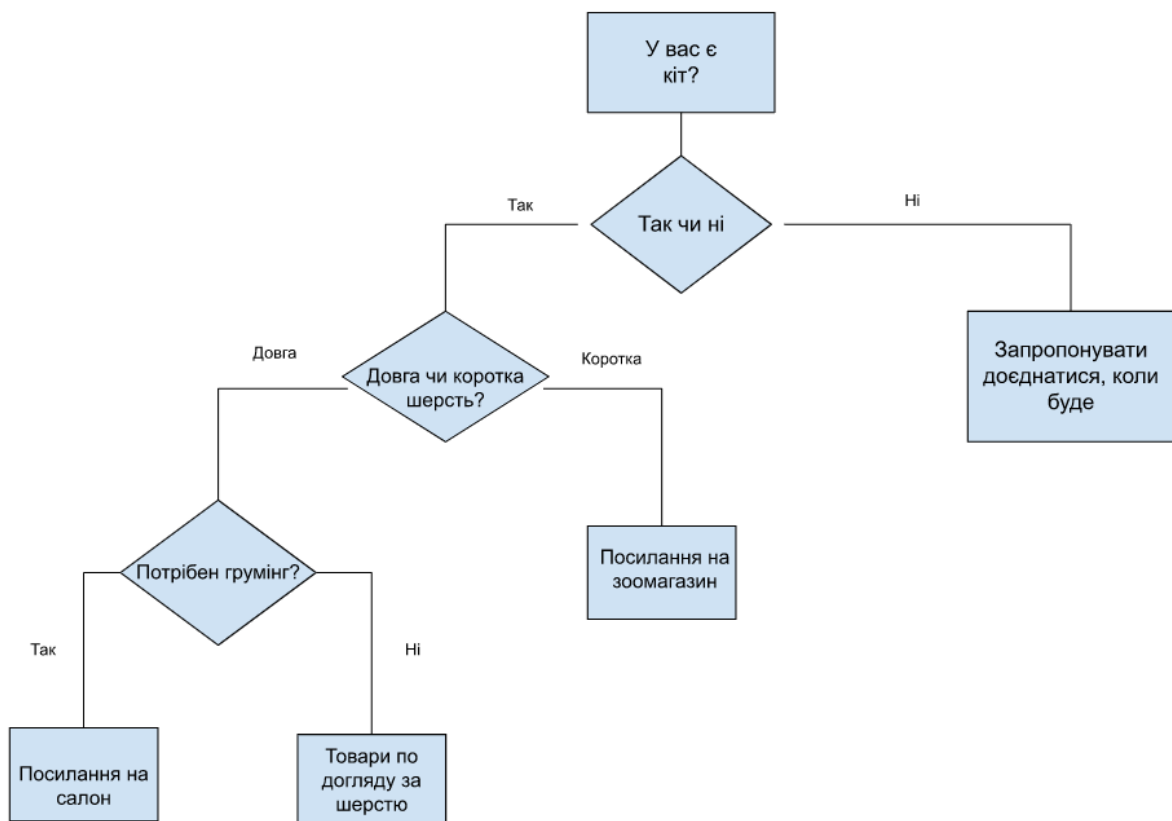 У вас є
кіт?
Так
Ні
Так чи ні
Довга
Коротка
Довга чи коротка
шерсть?
Запропонувати
доєднатися, коли
буде
Потрібен грумінг?
Посилання на
зоомагазин
Так
Ні
Посилання на
салон
Товари по
догляду за
шерстю